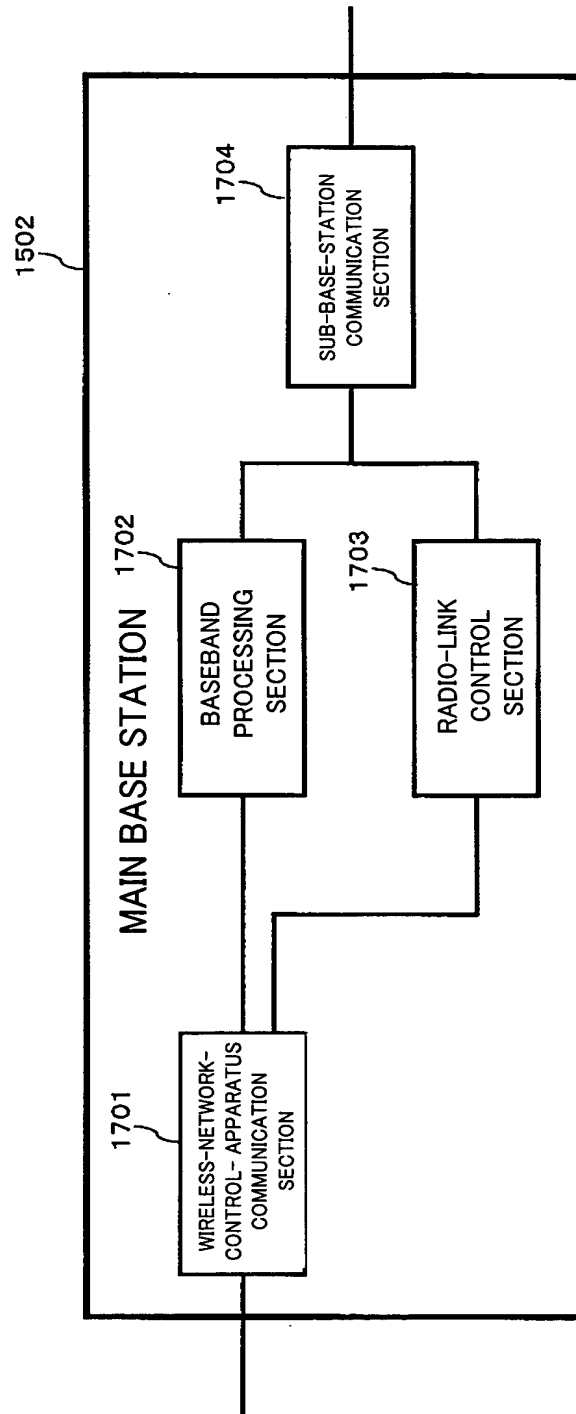 1502
MAIN BASE STATION
1701
WIRELESS-NETWORK-
CONTROL- APPARATUS
COMMUNICATION
SECTION
1702
BASEBAND
PROCESSING
SECTION
1703
RADIO-LINK
CONTROL
SECTION
1704
SUB-BASE-STATION
COMMUNICATION
SECTION